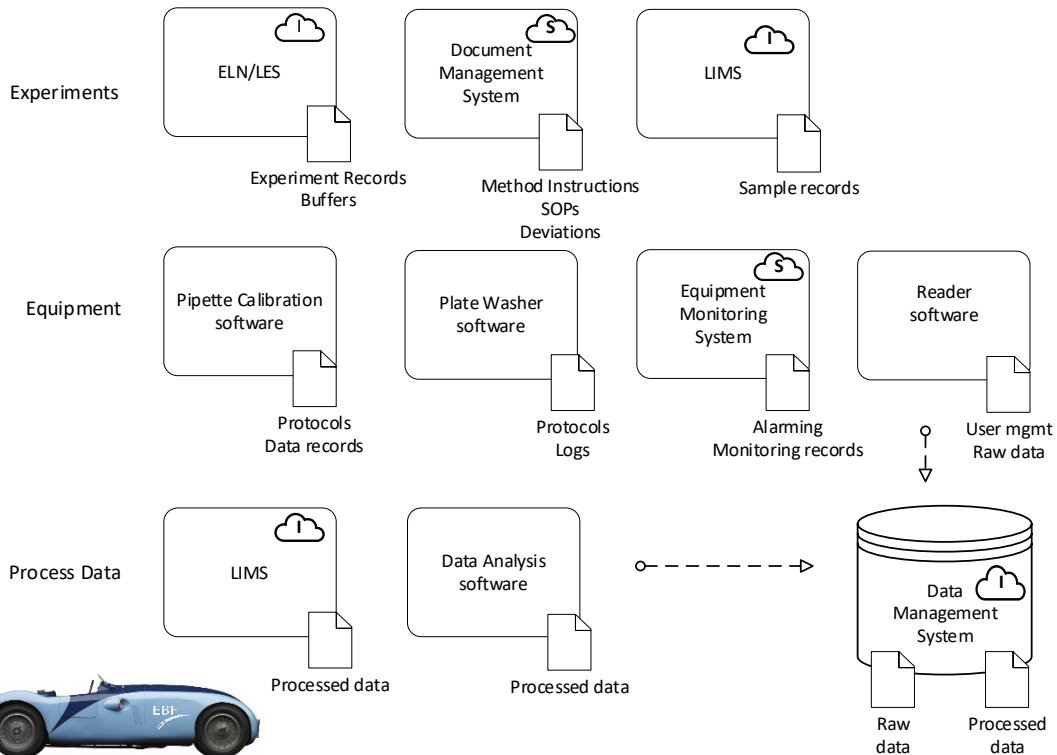 I
S
I
ELN/LES
Document
Management
System
LIMS
Experiments
Experiment Records
Buffers
Method Instructions
SOPs
Deviations
Sample records
S
Equipment
Pipette Calibration
software
Plate Washer
software
Equipment
Monitoring
System
Reader
software
Protocols
Data records
Protocols
Logs
Alarming
Monitoring records
User mgmt
Raw data
I
Process Data
LIMS
Data Analysis
software
I
Data
Management
System
Processed data
Processed data
Raw
data
Processed
data
EBF